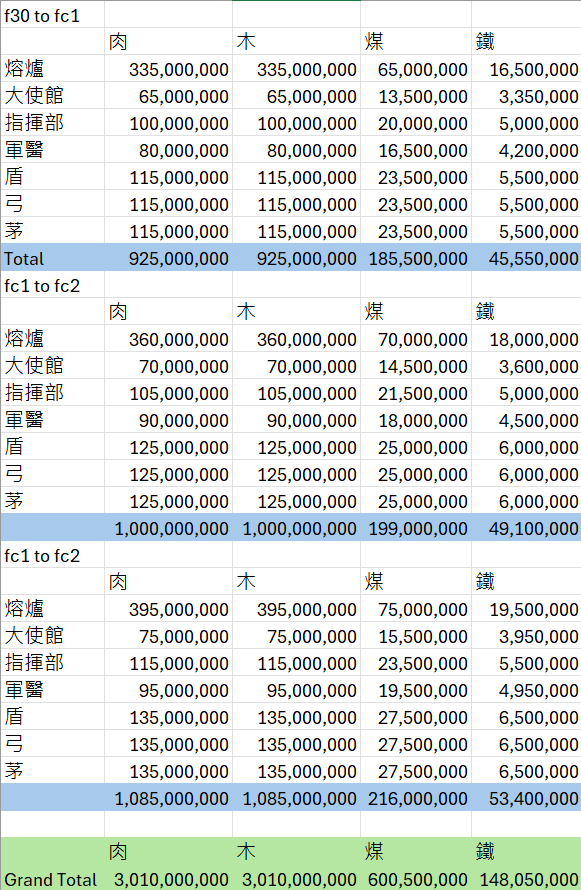 f30 to fc1
肉 木 煤 鐵
熔爐 335,000,000 335,000,000 65,000,000 16,500,000
大使館 65,000,000 65,000,000 13,500,000 3,350,000
指揮部 100,000,000 100,000,000 20,000,000 5,000,000
軍醫 80,000,000 80,000,000 16,500,000 4,200,000
盾 115,000,000 115,000,000 23,500,000 5,500,000
弓 115,000,000 115,000,000 23,500,000 5,500,000
茅 115,000,000 115,000,000 23,500,000 5,500,000
Total 925,000,000 925,000,000 185,500,000 45,550,000
fc1 to fc2
肉 木 煤 鐵
熔爐 360,000,000 360,000,000 70,000,000 18,000,000
大使館 70,000,000 70,000,000 14,500,000 3,600,000
指揮部 105,000,000 105,000,000 21,500,000 5,000,000
軍醫 90,000,000 90,000,000 18,000,000 4,500,000
盾 125,000,000 125,000,000 25,000,000 6,000,000
弓 125,000,000 125,000,000 25,000,000 6,000,000
茅 125,000,000 125,000,000 25,000,000 6,000,000
1,000,000,000 1,000,000,000 199,000,000 49,100,000
fc1 to fc2
肉 木 煤 鐵
熔爐 395,000,000 395,000,000 75,000,000 19,500,000
大使館 75,000,000 75,000,000 15,500,000 3,950,000
指揮部 115,000,000 115,000,000 23,500,000 5,500,000
軍醫 95,000,000 95,000,000 19,500,000 4,950,000
盾 135,000,000 135,000,000 27,500,000 6,500,000
弓 135,000,000 135,000,000 27,500,000 6,500,000
茅 135,000,000 135,000,000 27,500,000 6,500,000
1,085,000,000 1,085,000,000 216,000,000 53,400,000
肉 木 煤 鐵
Grand Total 3,010,000,000 3,010,000,000 600,500,000 148,050,000